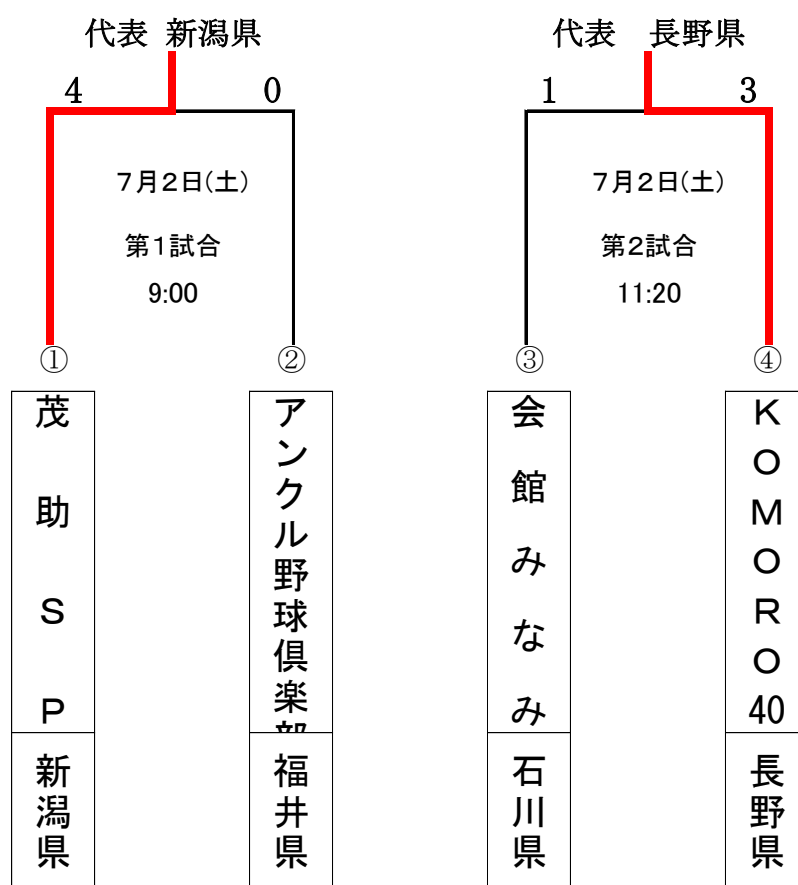 代表 新潟県
代表 長野県
4 0
1 3
7月2日(土)
7月2日(土)
第1試合
第2試合
9:00
11:20
① ② ③ ④
茂助SP
アンクル野球倶楽部
会館みなみ
KOMORO40
新潟県
福井県
石川県
長野県